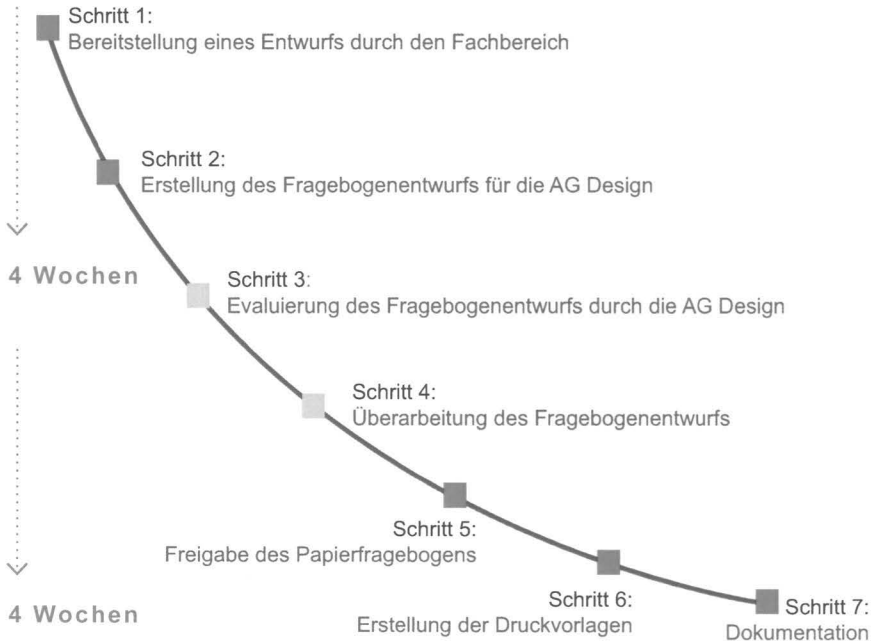 Schritt 1:
Bereitstellung eines Entwurfs durch den Fachbereich
Schritt 2:
Erstellung des Fragebogenentwurfs für die AG Design
4 Wochen
Schritt 3:
Evaluierung des Fragebogenentwurfs durch die AG Design
Schritt 4:
Überarbeitung des Fragebogenentwurfs
Schritt 5:
Freigabe des Papierfragebogens
Schritt 6:
Erstellung der Druckvorlagen
4 Wochen
Schritt 7:
Dokumentation